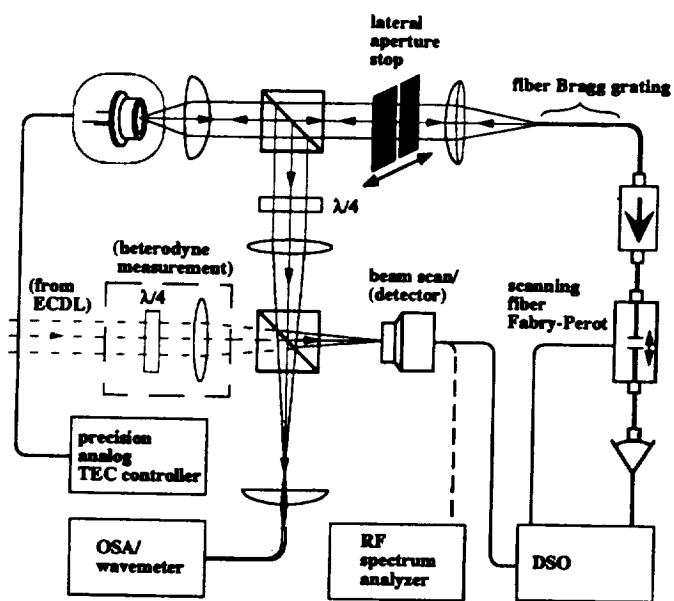 lateral
aperture
stop
fiber Bragg grating
λ/4
(heterodyne
measurement)
(from
ECDL)
λ/4
beam scan/
(detector)
scanning
fiber
Fabry-Perot
precision
analog
TEC controller
OSA/
wavemeter
RF
spectrum
analyzer
DSO